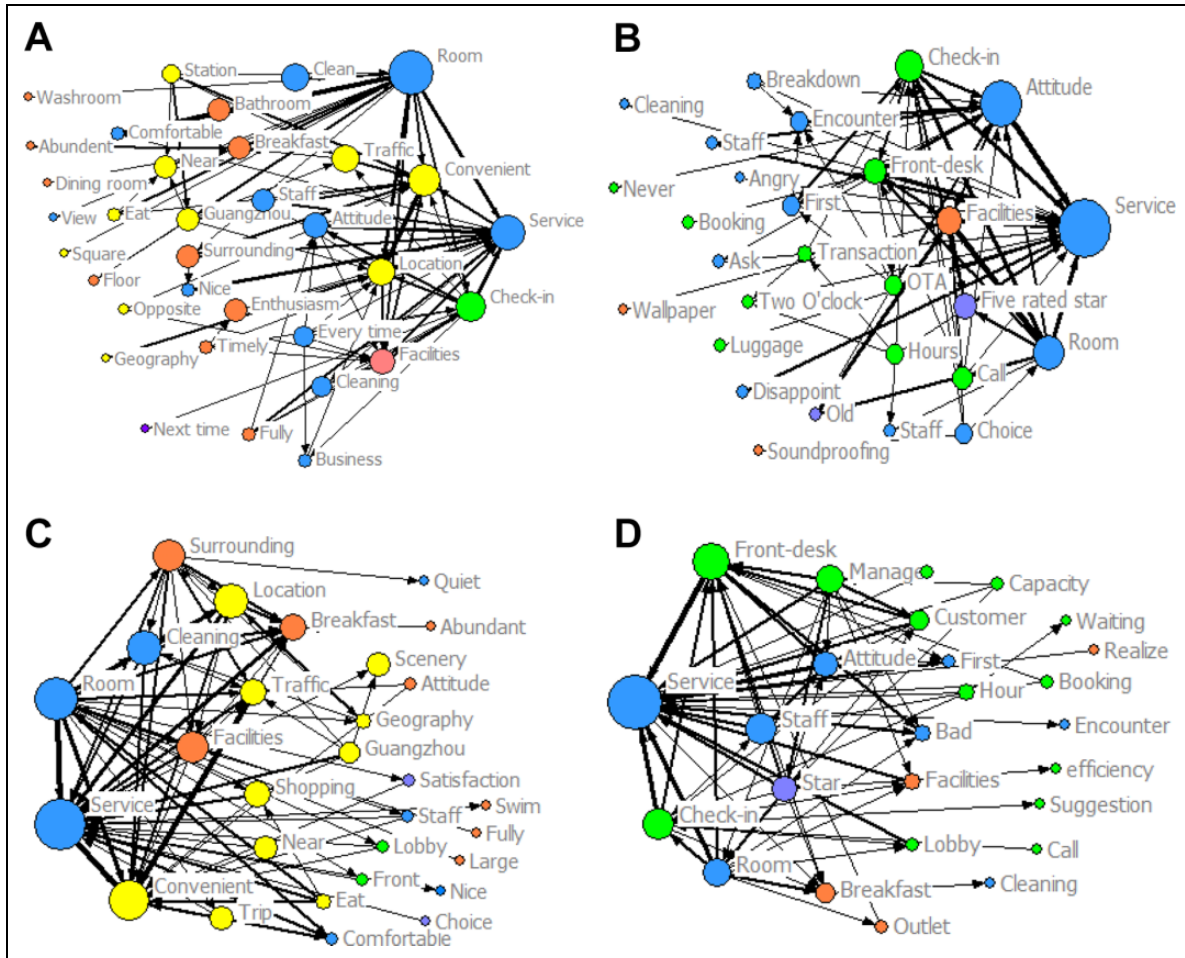 A
Room
Station
Clean
Washroom
Bathroom
Comfortable
Abundent
Breakfast
Traffic
Near
Convenient
Dining room
Staff
View
Eat
Guangzhou
Attitude
Service
Square
Surrounding
Location
Floor
Nice
Enthusiasm
Check-in
Opposite
Every time
Geography
Timely
Facilities
Cleaning
Next time
Fully
Business
B
Check-in
Breakdown
Attitude
Cleaning
Encounter
Staff
Front-desk
Angry
Never
First
Facilities
Service
Booking
Transaction
Ask
OTA
Two O'clock
Five rated star
Wallpaper
Luggage
Hours
Room
Call
Disappoint
Old
Staff
Choice
Soundproofing
C
Surrounding
Quiet
Location
Breakfast
Abundant
Cleaning
Scenery
Room
Traffic
Attitude
Geography
Facilities
Guangzhou
Satisfaction
Shopping
Service
Staff
Swim
Fully
Near
Lobby
Large
Convenient
Front
Nice
Eat
Trip
Choice
Comfortable
D
Front-desk
Manage
Capacity
Customer
Waiting
Attitude
First
Realize
Service
Hour
Booking
Staff
Bad
Encounter
Star
Facilities
efficiency
Check-in
Suggestion
Room
Lobby
Call
Breakfast
Cleaning
Outlet